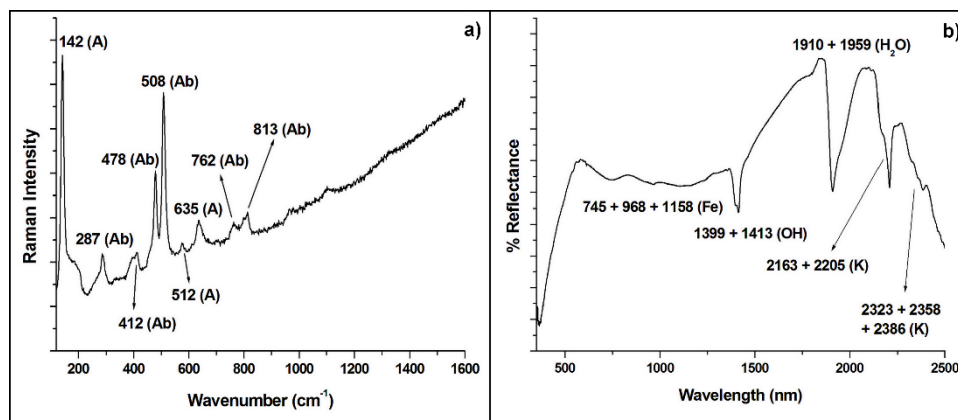 a)
142 (A)
508 (Ab)
478 (Ab)
762 (Ab)
813 (Ab)
287 (Ab)
635 (A)
512 (A)
412 (Ab)
Raman Intensity
200 400 600 800 1000 1200 1400 1600
Wavenumber (cm⁻¹)
b)
1910 + 1959 (H₂O)
745 + 968 + 1158 (Fe)
1399 + 1413 (OH)
2163 + 2205 (K)
2323 + 2358
+ 2386 (K)
% Reflectance
500 1000 1500 2000 2500
Wavelength (nm)